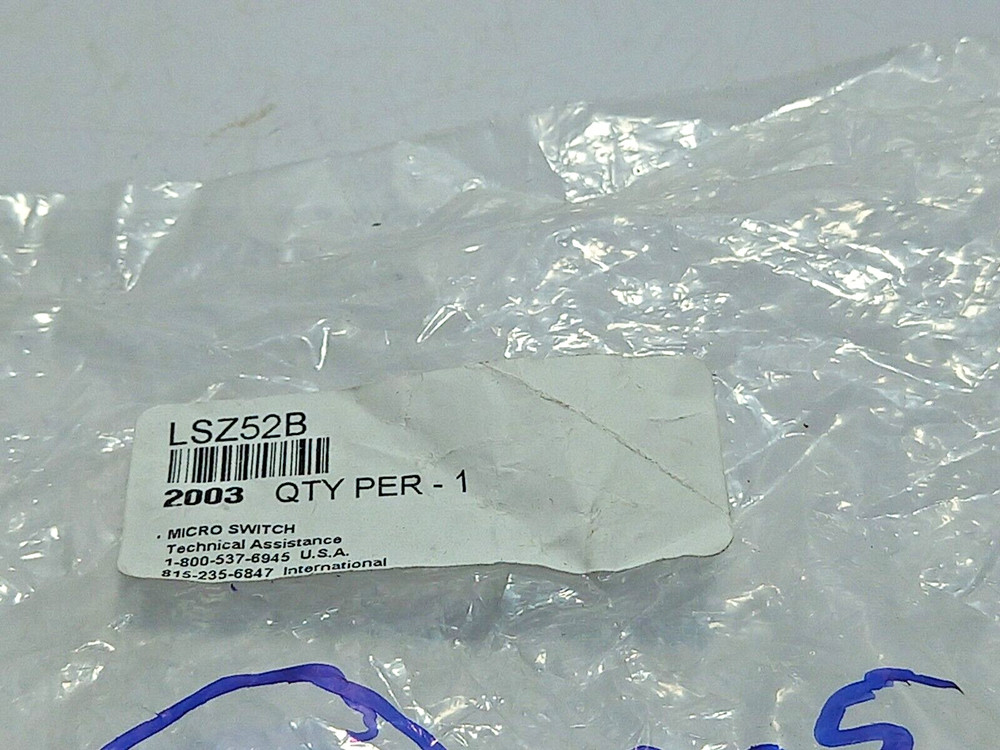 LSZ52B
2003 QTY PER - 1
MICRO SWITCH
Technical Assistance
1-800-537-6945 U.S.A.
815-235-6847 International